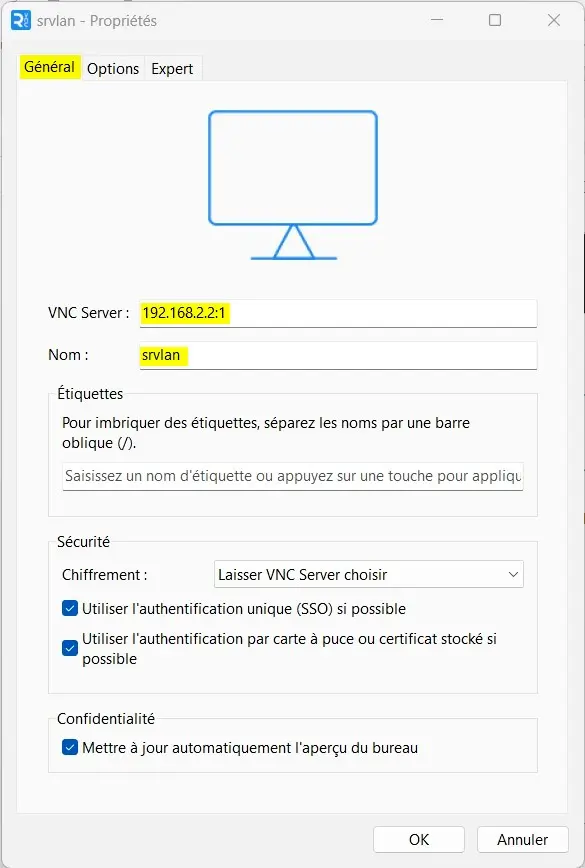 srvlan - Propriétés
Général Options Expert
VNC Server : 192.168.2.2:1
Nom : srvlan
Étiquettes
Pour imbriquer des étiquettes, séparez les noms par une barre
oblique (/).
Saisissez un nom d'étiquette ou appuyez sur une touche pour appliqu
Sécurité
Chiffrement : Laisser VNC Server choisir
Utiliser l'authentification unique (SSO) si possible
Utiliser l'authentification par carte à puce ou certificat stocké si
possible
Confidentialité
Mettre à jour automatiquement l'aperçu du bureau
OK Annuler